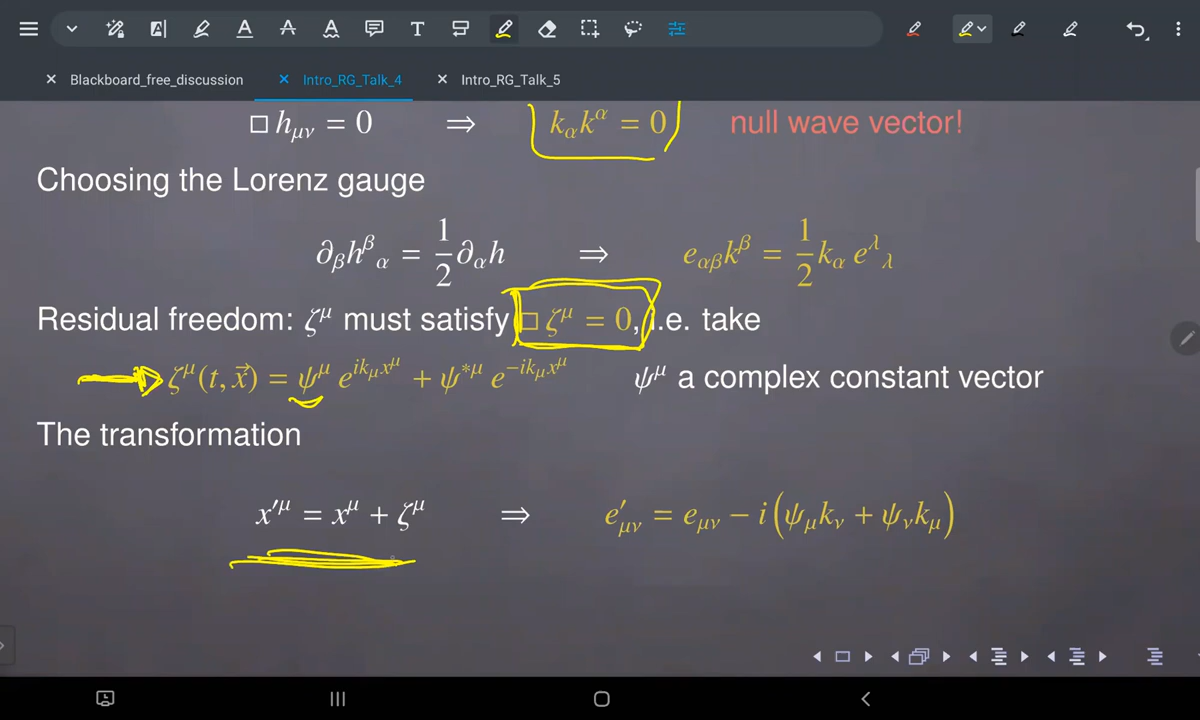 Blackboard_free_discussion Intro_RG_Talk_4 Intro_RG_Talk_5
□ h_{μν} = 0 ⇒ k_α k^α = 0 null wave vector!
Choosing the Lorenz gauge
∂_β h^β_α = 1/2 ∂_α h ⇒ e_{αβ} k^β = 1/2 k_α e^λ_λ
Residual freedom: ζ^μ must satisfy □ ζ^μ = 0, i.e. take
ζ^μ(t, x⃗) = ψ^μ e^{ik_μx^μ} + ψ^{*μ} e^{-ik_μx^μ} ψ^μ a complex constant vector
The transformation
x'^μ = x^μ + ζ^μ ⇒ e'_{μν} = e_{μν} − i(ψ_μ k_ν + ψ_ν k_μ)